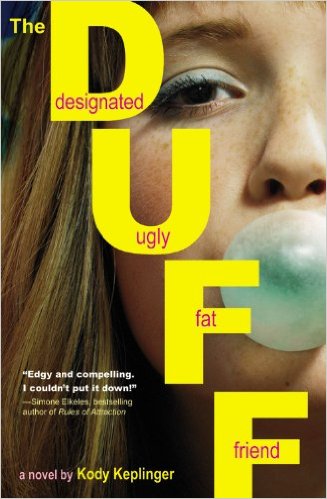 The
DUFF
designated
ugly
fat
friend
“Edgy and compelling.
I couldn’t put it down!”
—Simone Elkeles, bestselling
author of Rules of Attraction
a novel by Kody Keplinger